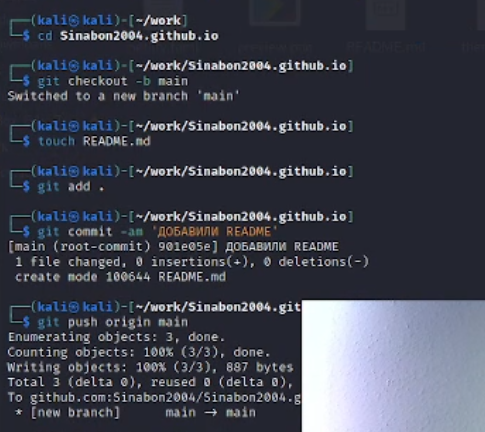 ┌──(kali㉿kali)-[~/work]
└─$ cd Sinabon2004.github.io
┌──(kali㉿kali)-[~/work/Sinabon2004.github.io]
└─$ git checkout -b main
Switched to a new branch 'main'
┌──(kali㉿kali)-[~/work/Sinabon2004.github.io]
└─$ touch README.md
┌──(kali㉿kali)-[~/work/Sinabon2004.github.io]
└─$ git add .
┌──(kali㉿kali)-[~/work/Sinabon2004.github.io]
└─$ git commit -am 'ДОБАВИЛИ README'
[main (root-commit) 901e05e] ДОБАВИЛИ README
1 file changed, 0 insertions(+), 0 deletions(-)
create mode 100644 README.md
┌──(kali㉿kali)-[~/work/Sinabon2004.git
└─$ git push origin main
Enumerating objects: 3, done.
Counting objects: 100% (3/3), done.
Writing objects: 100% (3/3), 887 bytes
Total 3 (delta 0), reused 0 (delta 0),
To github.com:Sinabon2004/Sinabon2004.g
* [new branch]      main → main